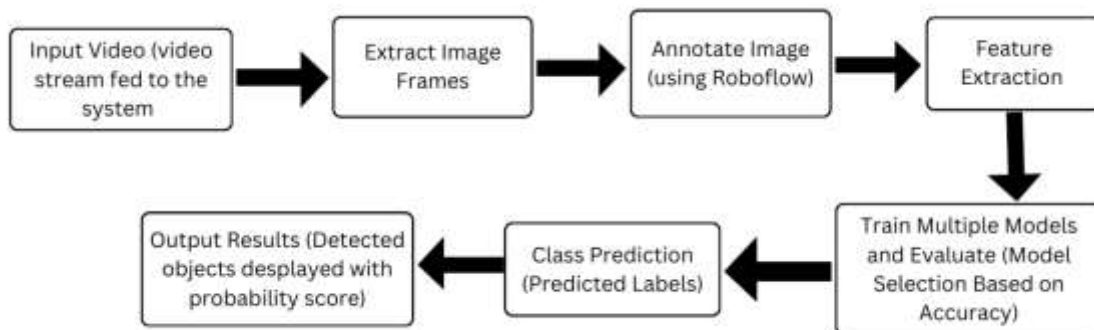 Input Video (video
stream fed to the
system
Extract Image
Frames
Annotate Image
(using Roboflow)
Feature
Extraction
Train Multiple Models
and Evaluate (Model
Selection Based on
Accuracy)
Class Prediction
(Predicted Labels)
Output Results (Detected
objects desplayed with
probability score)